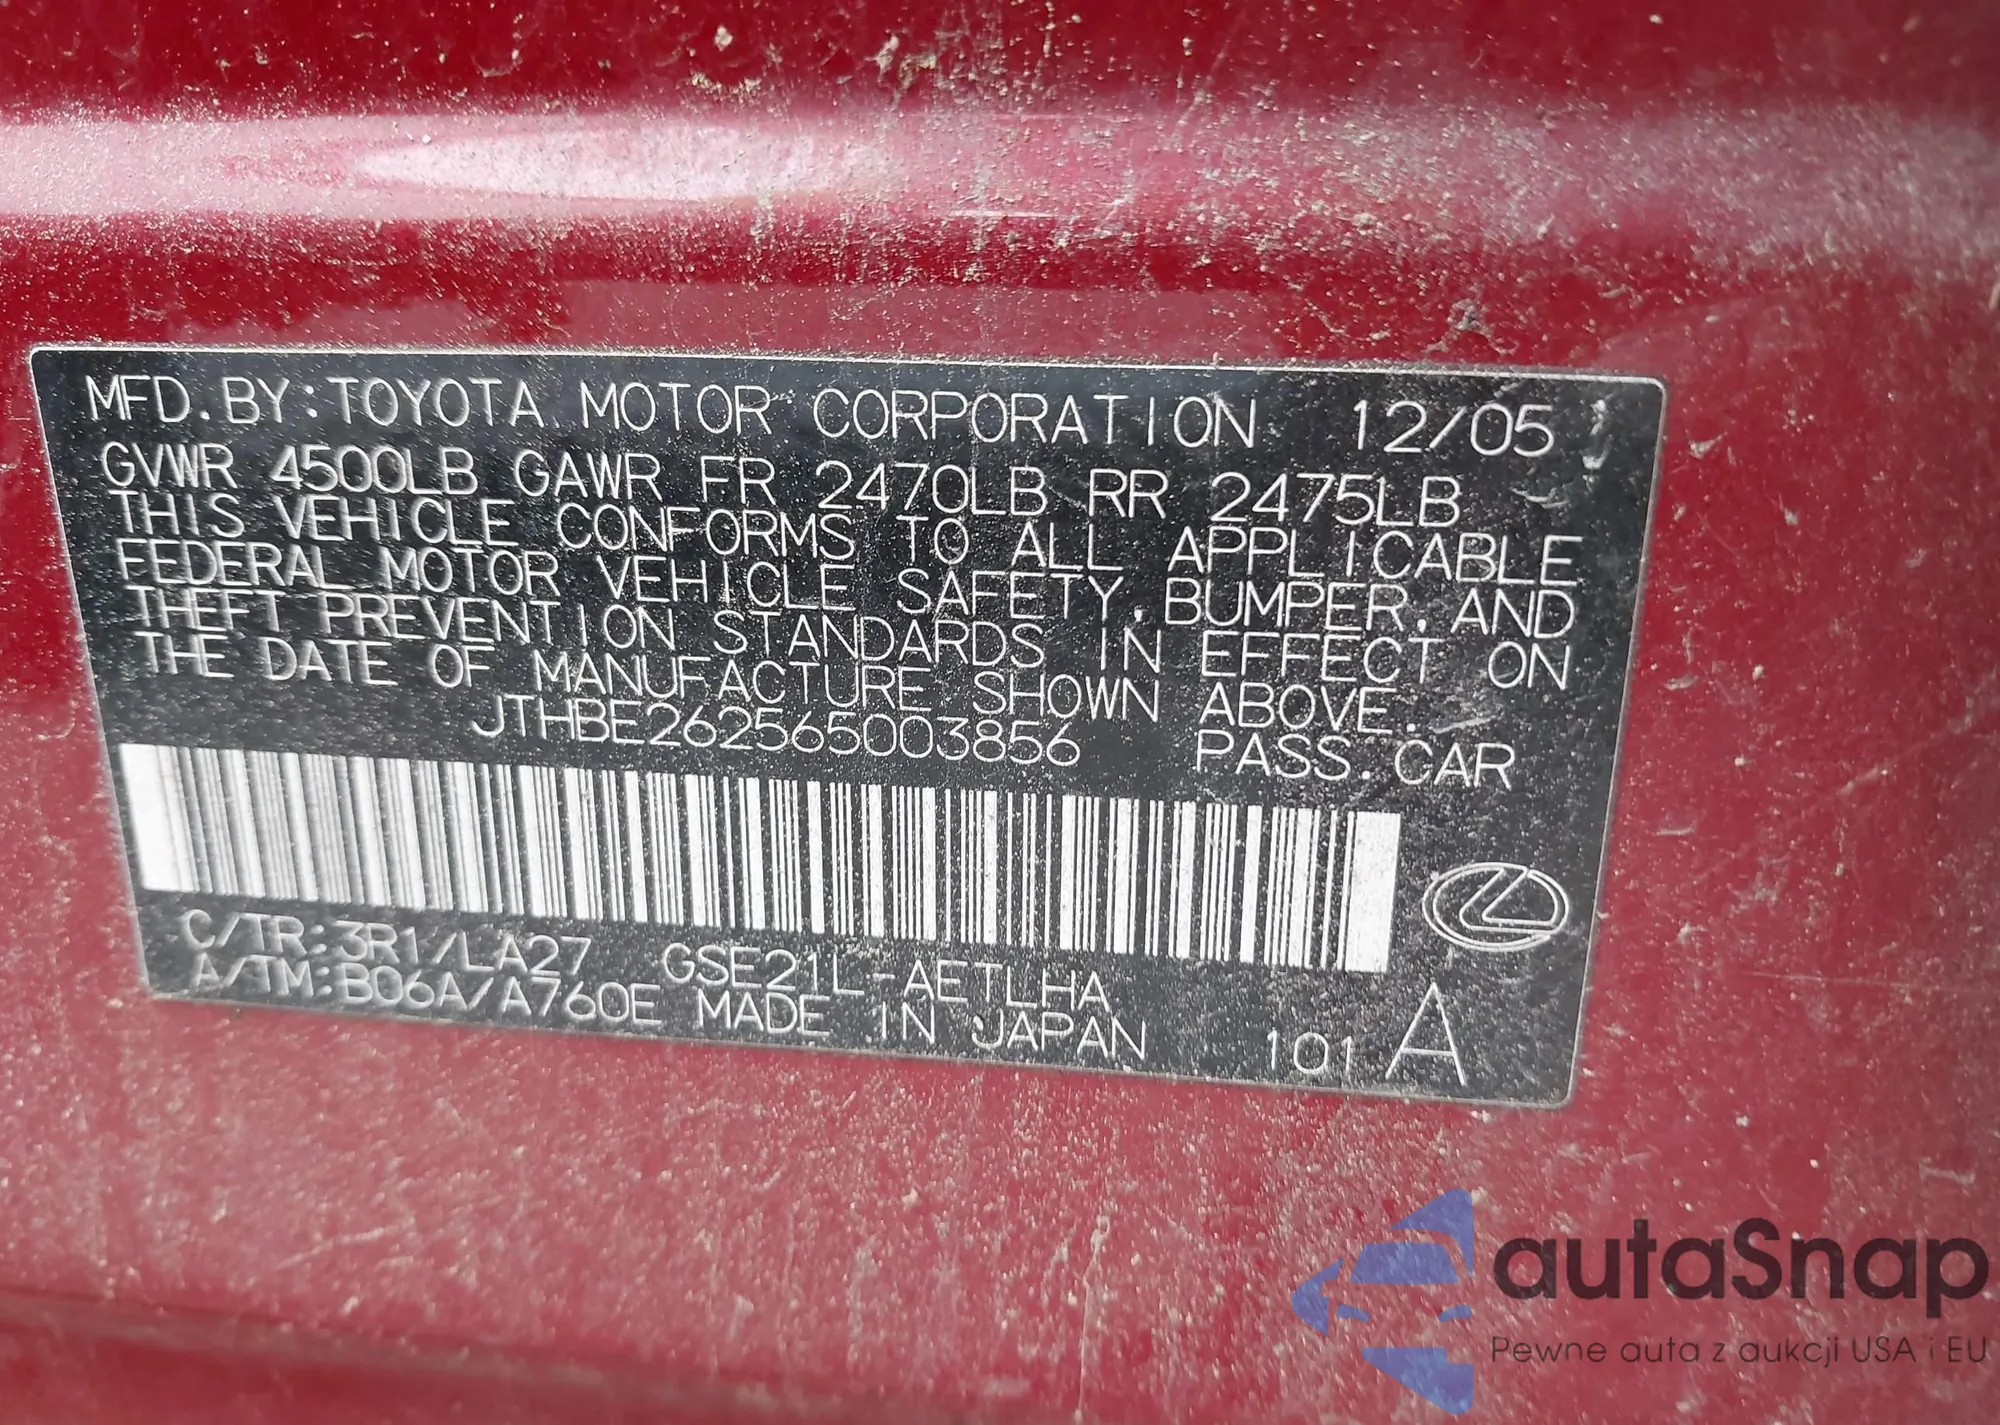 MFD. BY: TOYOTA MOTOR CORPORATION 12/05
GVWR 4500LB GAWR FR 2470LB RR 2475LB
THIS VEHICLE CONFORMS TO ALL APPLICABLE
FEDERAL MOTOR VEHICLE SAFETY, BUMPER, AND
THEFT PREVENTION STANDARDS IN EFFECT ON
THE DATE OF MANUFACTURE SHOWN ABOVE.
JTHBE262565003856 PASS. CAR
C/TR: 3R1/LA27 GSE21L-AETLHA
A/TM: B06A/A760E MADE IN JAPAN 101 A
autaSnap
Pewne auta z aukcji USA i EU